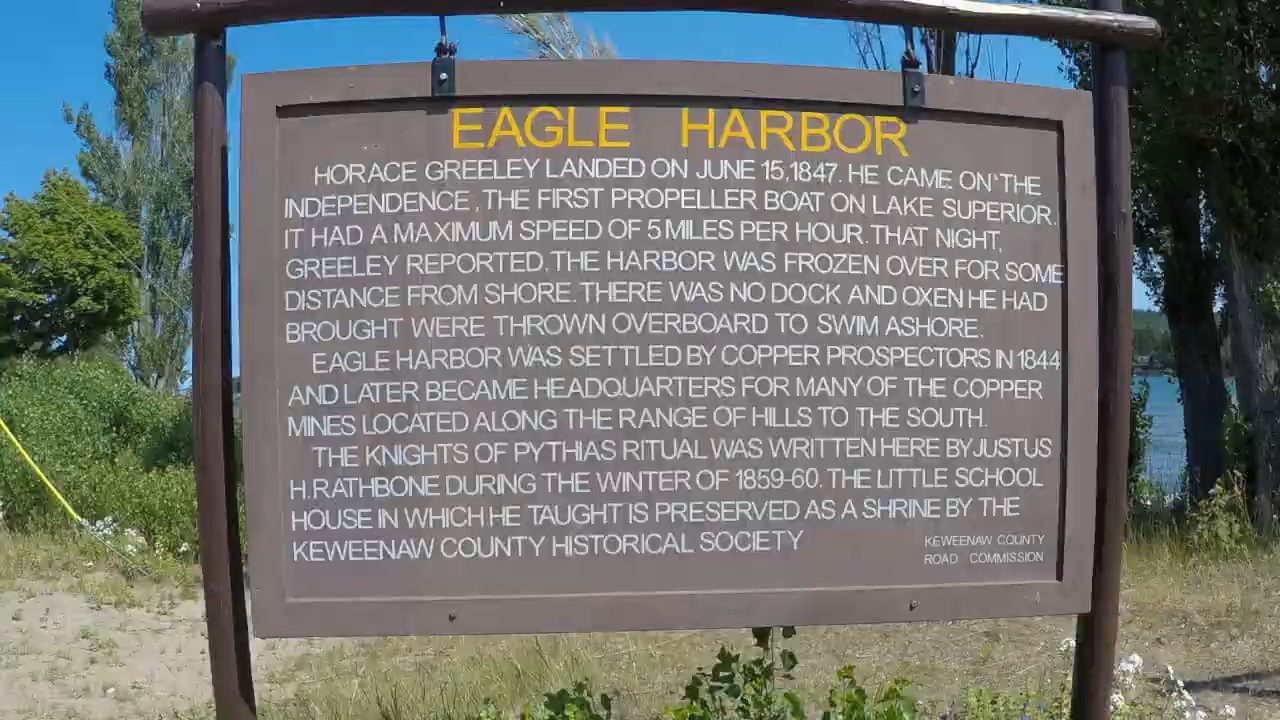 EAGLE HARBOR
HORACE GREELEY LANDED ON JUNE 15,1847. HE CAME ON THE
INDEPENDENCE, THE FIRST PROPELLER BOAT ON LAKE SUPERIOR.
IT HAD A MAXIMUM SPEED OF 5 MILES PER HOUR. THAT NIGHT,
GREELEY REPORTED, THE HARBOR WAS FROZEN OVER FOR SOME
DISTANCE FROM SHORE. THERE WAS NO DOCK AND OXEN HE HAD
BROUGHT WERE THROWN OVERBOARD TO SWIM ASHORE.
EAGLE HARBOR WAS SETTLED BY COPPER PROSPECTORS IN 1844
AND LATER BECAME HEADQUARTERS FOR MANY OF THE COPPER
MINES LOCATED ALONG THE RANGE OF HILLS TO THE SOUTH.
THE KNIGHTS OF PYTHIAS RITUAL WAS WRITTEN HERE BY JUSTUS
H. RATHBONE DURING THE WINTER OF 1859-60. THE LITTLE SCHOOL
HOUSE IN WHICH HE TAUGHT IS PRESERVED AS A SHRINE BY THE
KEWEENAW COUNTY HISTORICAL SOCIETY
KEWEENAW COUNTY
ROAD COMMISSION